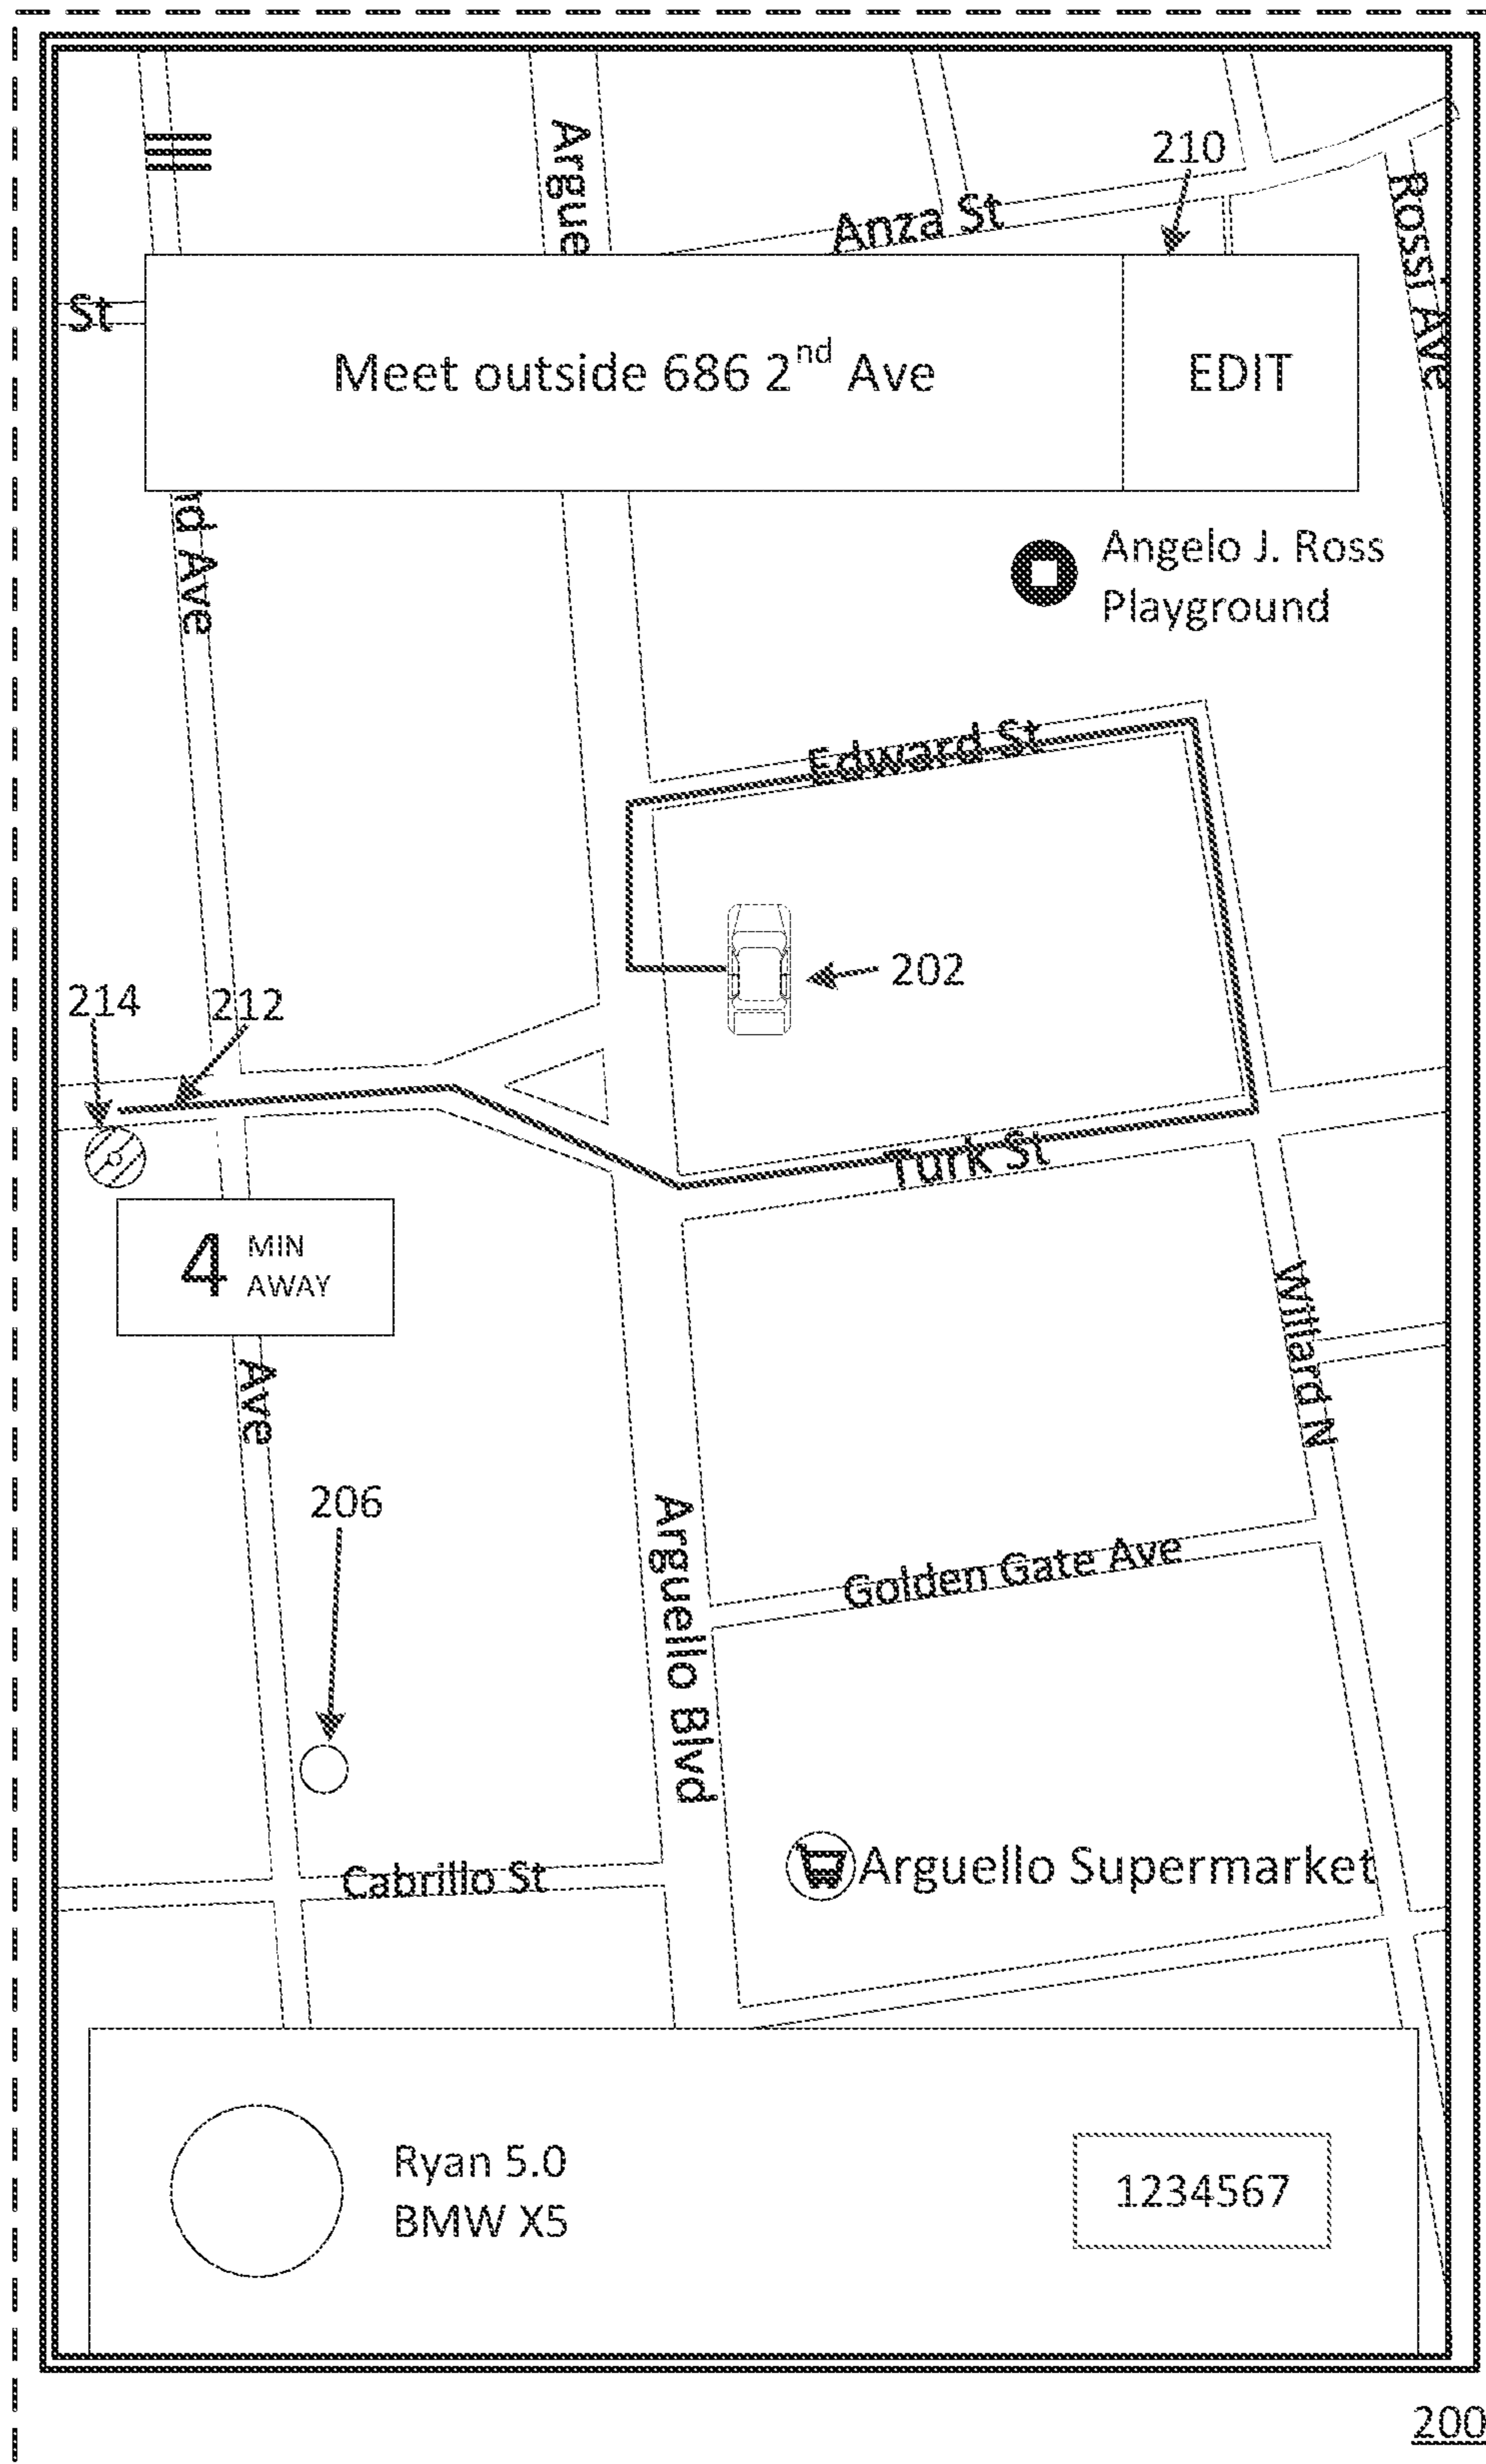 Argue
210
Anza St
Rossi Ave
St
Meet outside 686 2nd Ave
EDIT
nd Ave
Angelo J. Ross
Playground
Edward St
202
214
212
Turk St
4 MIN
AWAY
Willard N
Ave
206
Arguello Blvd
Golden Gate Ave
Arguello Supermarket
Cabrillo St
Ryan 5.0
BMW X5
1234567
200